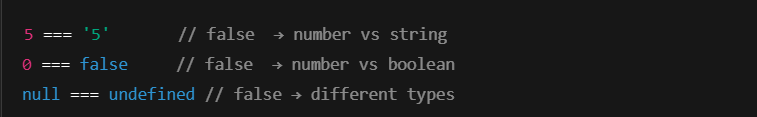 5 === '5'       // false  → number vs string
0 === false     // false  → number vs boolean
null === undefined // false → different types